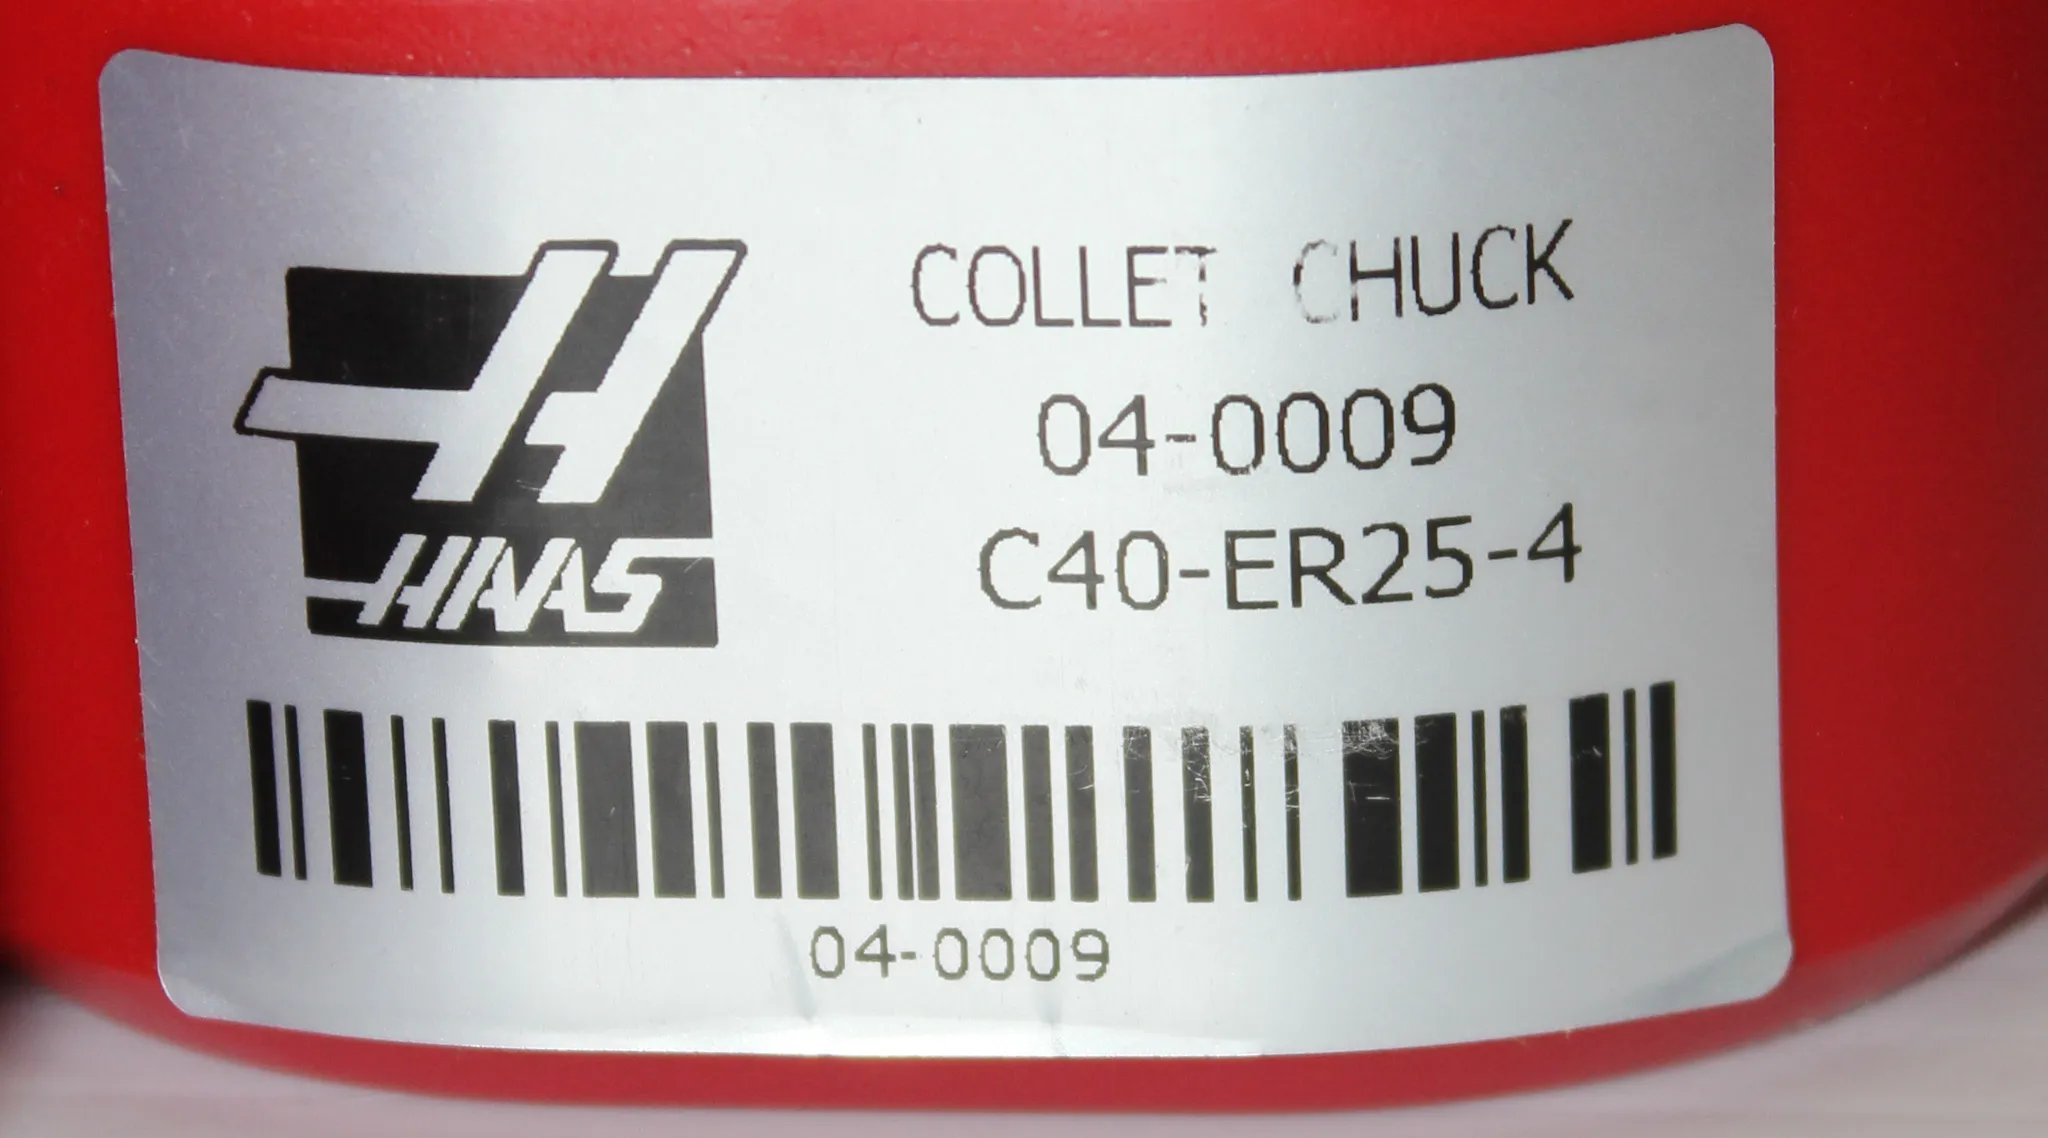 COLLET CHUCK
04-0009
C40-ER25-4
HAAS
04-0009